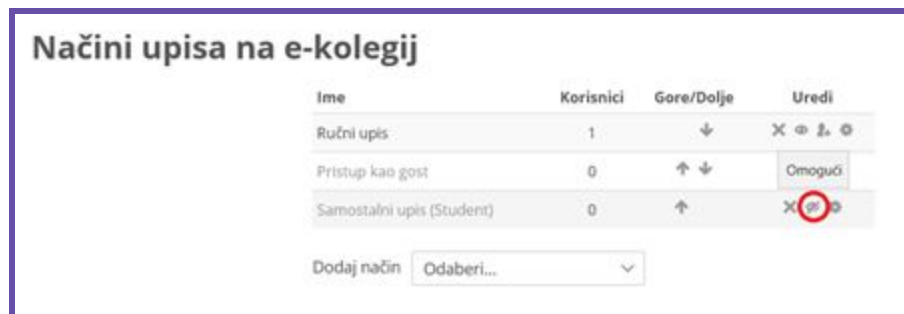 Načini upisa na e-kolegij
Ime Korisnici Gore/Dolje Uredi
Ručni upis 1
Pristup kao gost 0 Omogući
Samostalni upis (Student) 0
Dodaj način Odaberi...